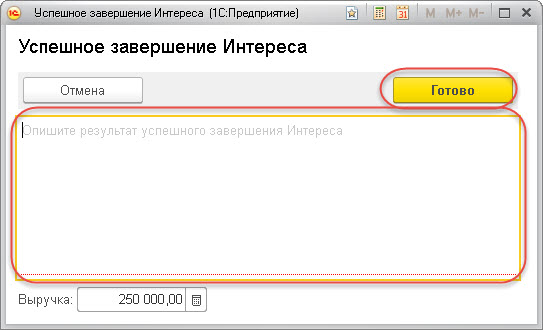 Успешное завершение Интереса (1С:Предприятие)
31 M M+ M-
Успешное завершение Интереса
Отмена Готово
Опишите результат успешного завершения Интереса
Выручка: 250 000,00